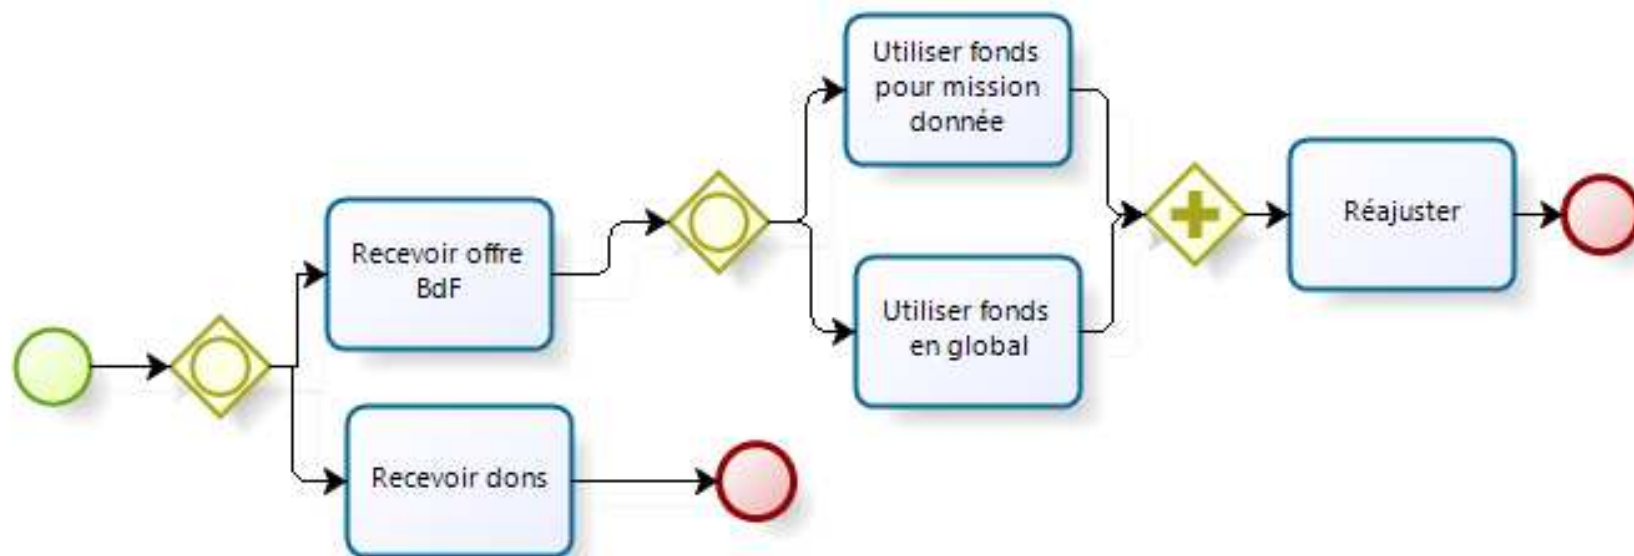 Utiliser fonds
pour mission
donnée
Recevoir offre
BdF
Réajuster
Utiliser fonds
en global
Recevoir dons